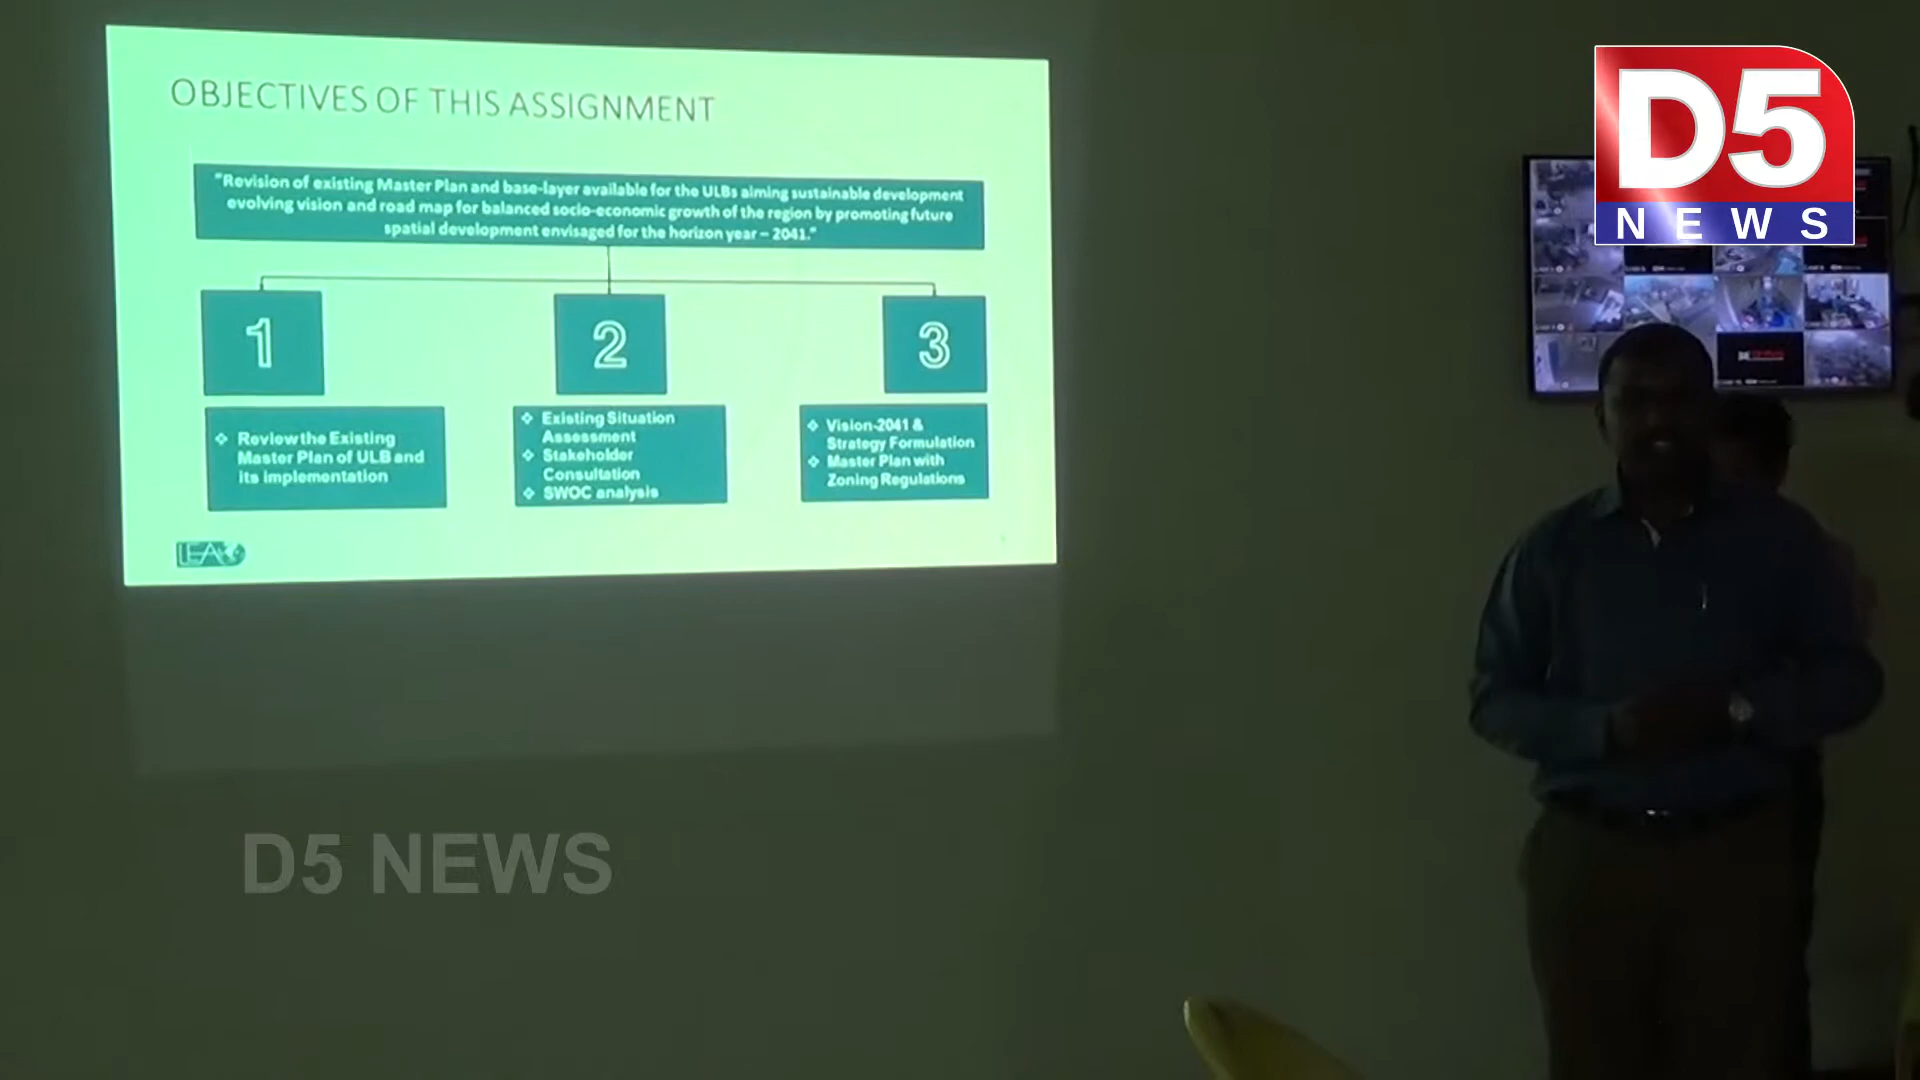 OBJECTIVES OF THIS ASSIGNMENT
"Revision of existing Master Plan and base-layer available for the ULBs aiming sustainable development
evolving vision and road map for balanced socio-economic growth of the region by promoting future
spatial development envisaged for the horizon year – 2041."
1
2
3
❖ Review the Existing
Master Plan of ULB and
its Implementation
❖ Existing Situation
Assessment
❖ Stakeholder
Consultation
❖ SWOC analysis
❖ Vision-2041 &
Strategy Formulation
❖ Master Plan with
Zoning Regulations
D5
NEWS
D5 NEWS